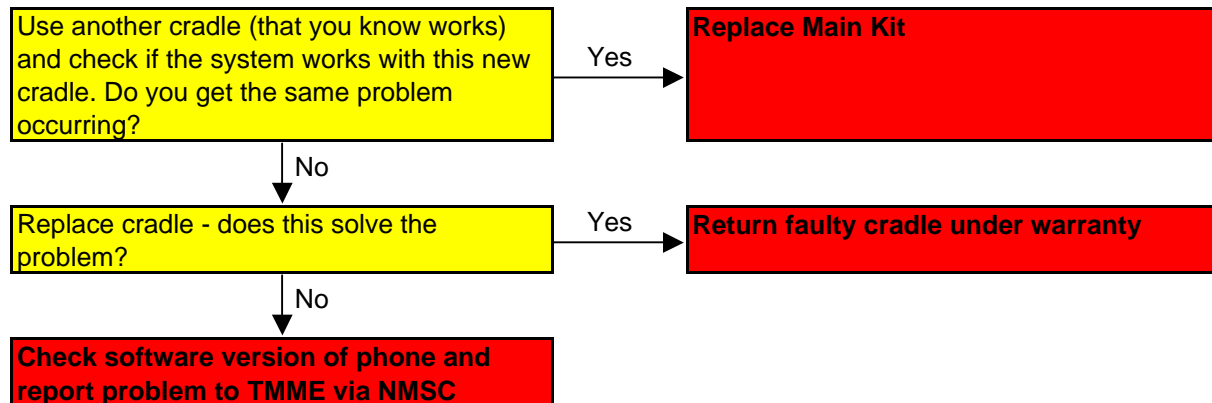 Use another cradle (that you know works)
and check if the system works with this new
cradle. Do you get the same problem
occurring?
Yes
Replace Main Kit
No
Replace cradle - does this solve the
problem?
Yes
Return faulty cradle under warranty
No
Check software version of phone and
report problem to TMME via NMSC